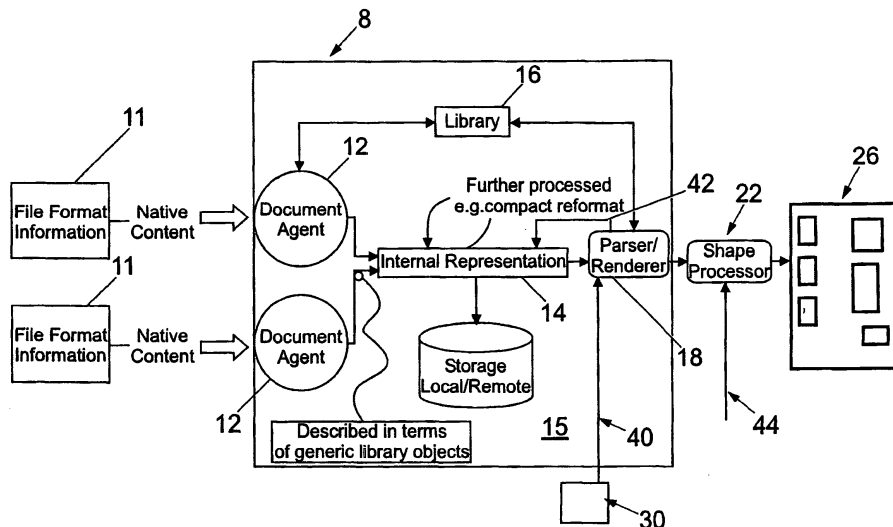 8
16
11
Library
12
26
File Format
Information
Native
Content
Document
Agent
Further processed
e.g.compact reformat
42
22
Internal Representation
Parser/
Renderer
Shape
Processor
11
14
18
File Format
Information
Native
Content
Document
Agent
Storage
Local/Remote
12
Described in terms
of generic library objects
15
40
44
30